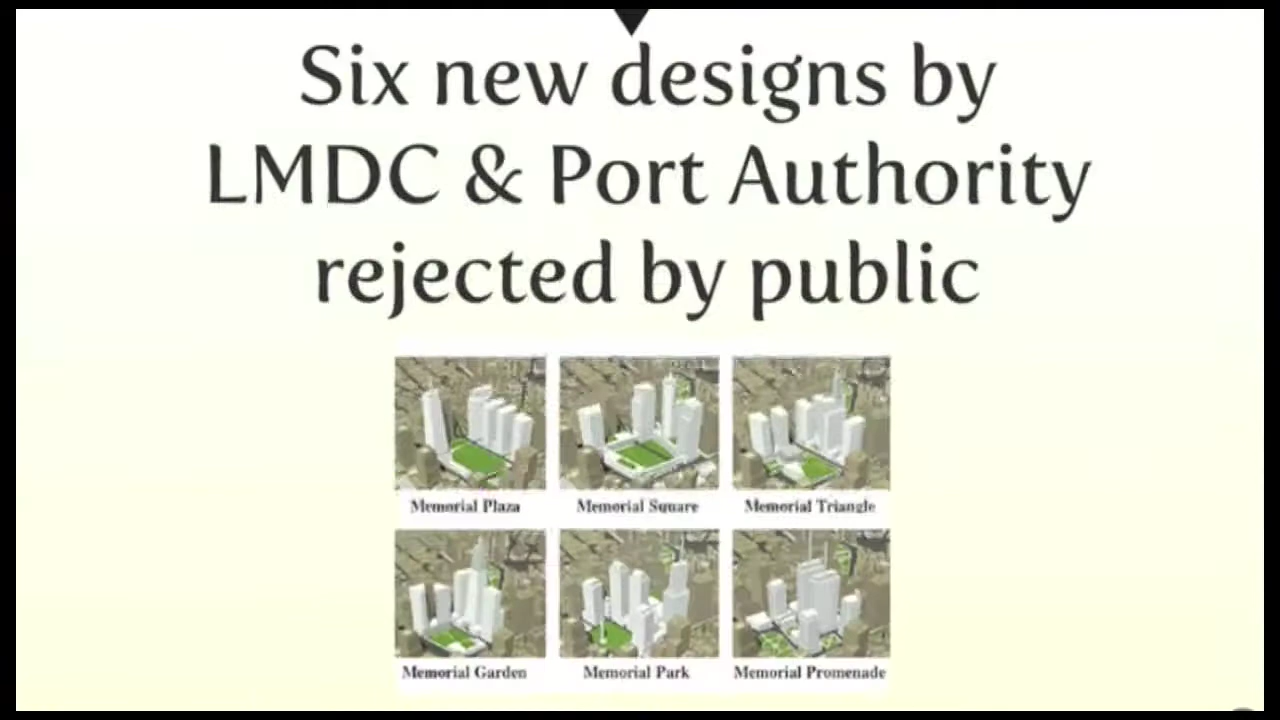 Six new designs by
LMDC & Port Authority
rejected by public
Memorial Plaza
Memorial Square
Memorial Triangle
Memorial Garden
Memorial Park
Memorial Promenade